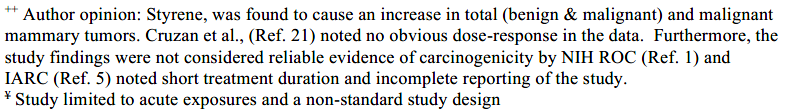 ++ Author opinion: Styrene, was found to cause an increase in total (benign & malignant) and malignant
mammary tumors. Cruzan et al., (Ref. 21) noted no obvious dose-response in the data.  Furthermore, the
study findings were not considered reliable evidence of carcinogenicity by NIH ROC (Ref. 1) and
IARC (Ref. 5) noted short treatment duration and incomplete reporting of the study.
¥ Study limited to acute exposures and a non-standard study design